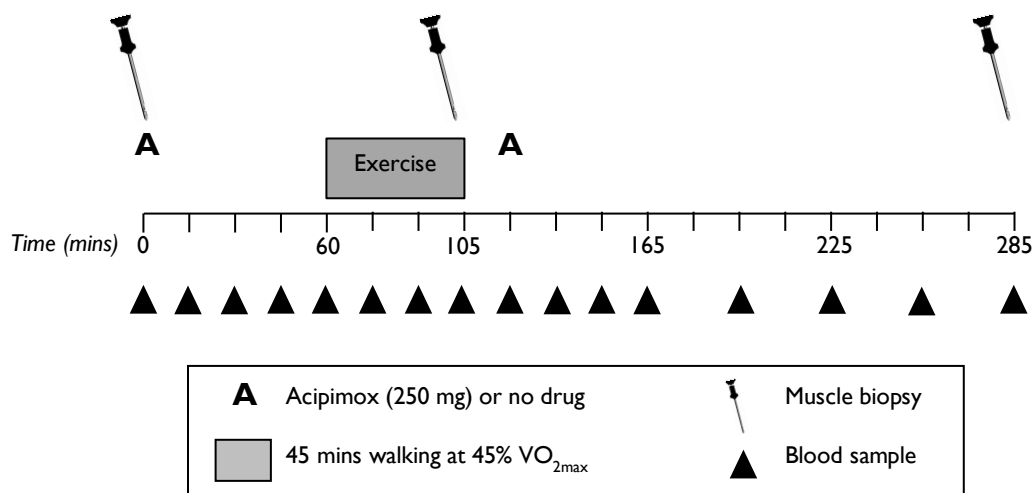 A
A
Exercise
Time (mins) 0 60 105 165 225 285
A Acipimox (250 mg) or no drug Muscle biopsy
45 mins walking at 45% VO2max Blood sample